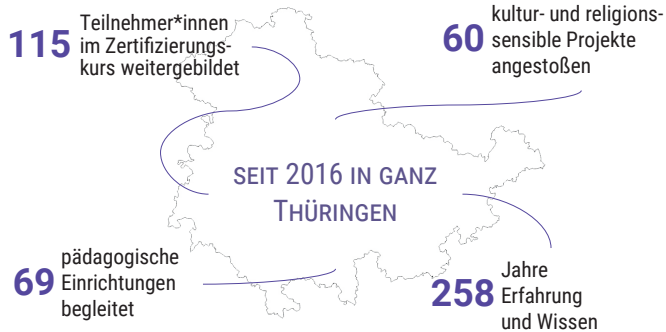 115 Teilnehmer*innen
im Zertifizierungs-
kurs weitergebildet
60 kultur- und religions-
sensible Projekte
angestoßen
SEIT 2016 IN GANZ
THÜRINGEN
69 pädagogische
Einrichtungen
begleitet
258 Jahre
Erfahrung
und Wissen